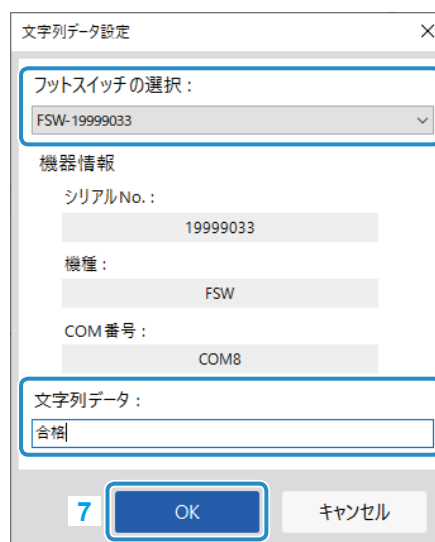 文字列データ設定
フットスイッチの選択：
FSW-19999033
機器情報
シリアルNo.：
19999033
機種：
FSW
COM番号：
COM8
文字列データ：
合格
7 OK キャンセル